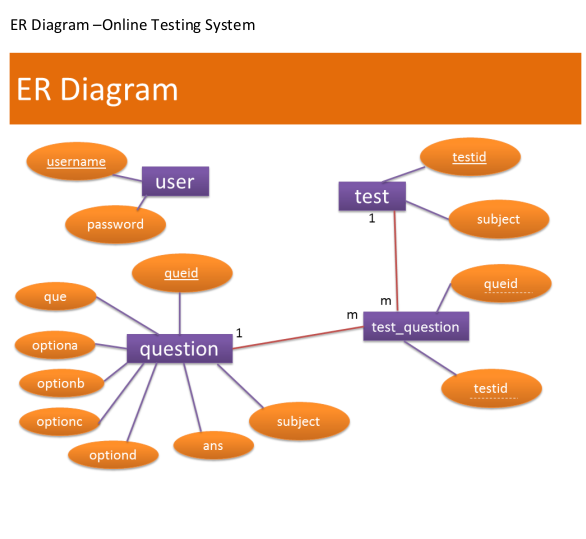 ER Diagram –Online Testing System
ER Diagram
username
user
password
testid
test
subject
1
queid
que
queid
m
m
test_question
1
question
optiona
optionb
testid
optionc
optiond
ans
subject